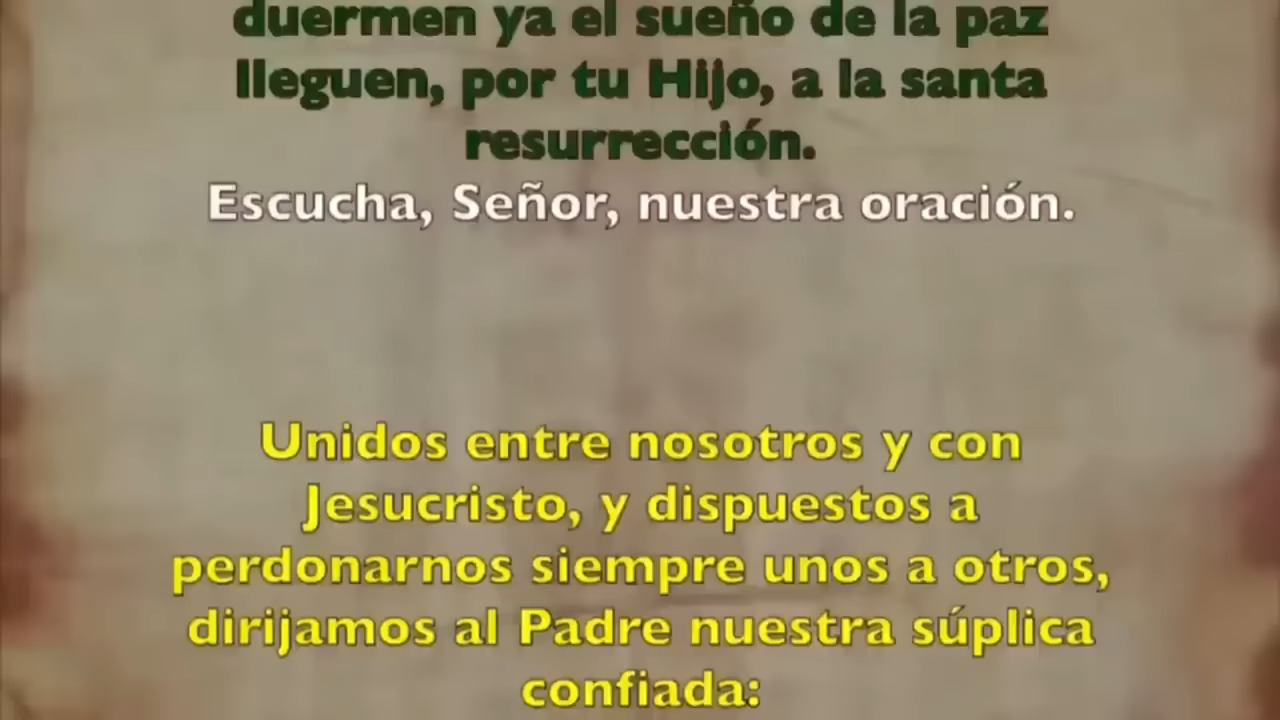 duermen ya el sueño de la paz
lleguen, por tu Hijo, a la santa
resurrección.
Escucha, Señor, nuestra oración.
Unidos entre nosotros y con
Jesucristo, y dispuestos a
perdonarnos siempre unos a otros,
dirijamos al Padre nuestra súplica
confiada: